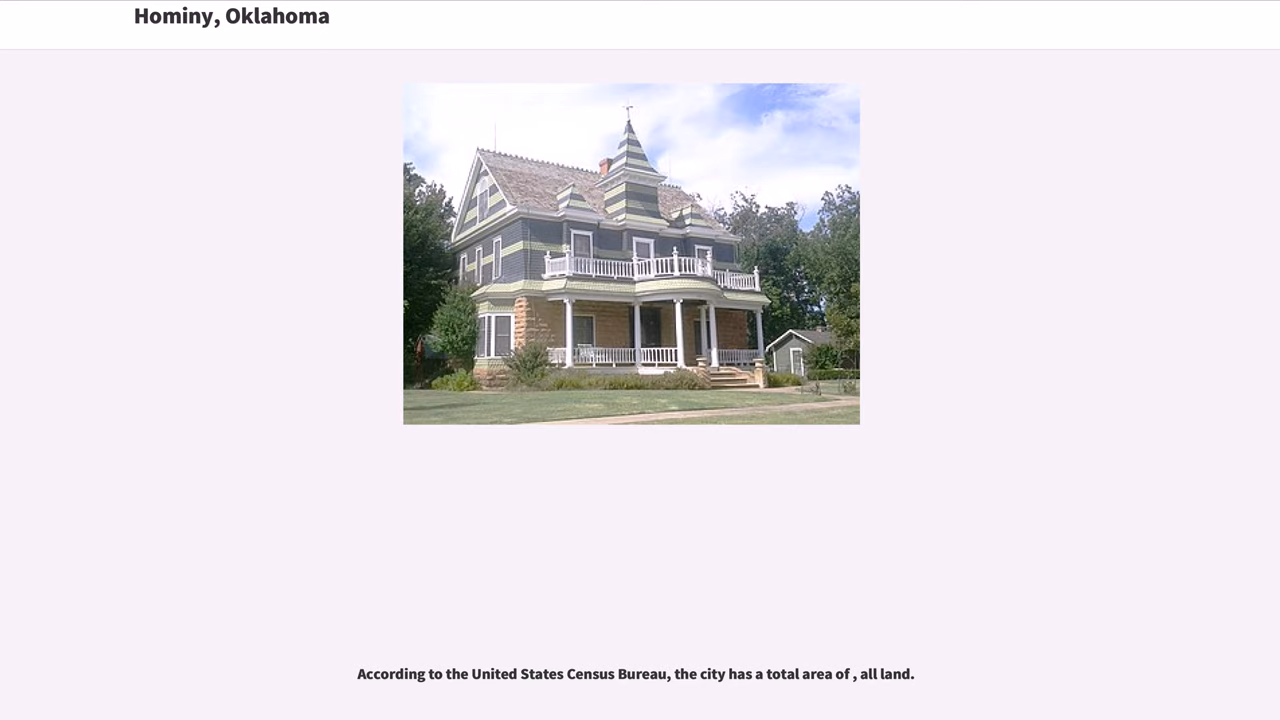 Hominy, Oklahoma
According to the United States Census Bureau, the city has a total area of , all land.